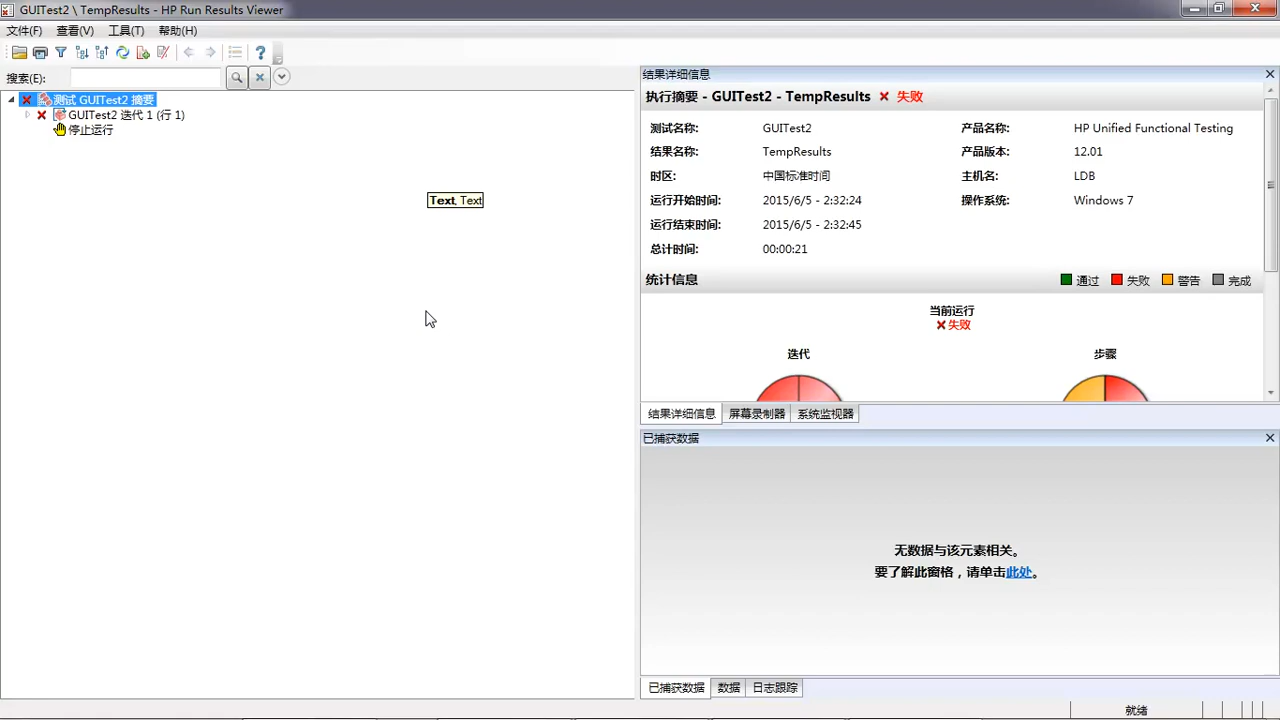 GUITest2 \ TempResults - HP Run Results Viewer
文件(F) 查看(V) 工具(T) 帮助(H)
搜索(E):
测试 GUITest2 摘要
GUITest2 迭代 1 (行 1)
停止运行
Text, Text
结果详细信息
执行摘要 - GUITest2 - TempResults 失败
测试名称: GUITest2 产品名称: HP Unified Functional Testing
结果名称: TempResults 产品版本: 12.01
时区: 中国标准时间 主机名: LDB
运行开始时间: 2015/6/5 - 2:32:24 操作系统: Windows 7
运行结束时间: 2015/6/5 - 2:32:45
总计时间: 00:00:21
统计信息 通过 失败 警告 完成
当前运行
失败
迭代 步骤
结果详细信息 屏幕录制器 系统监视器
已捕获数据
无数据与该元素相关。
要了解此窗格，请单击此处。
已捕获数据 数据 日志跟踪
就绪